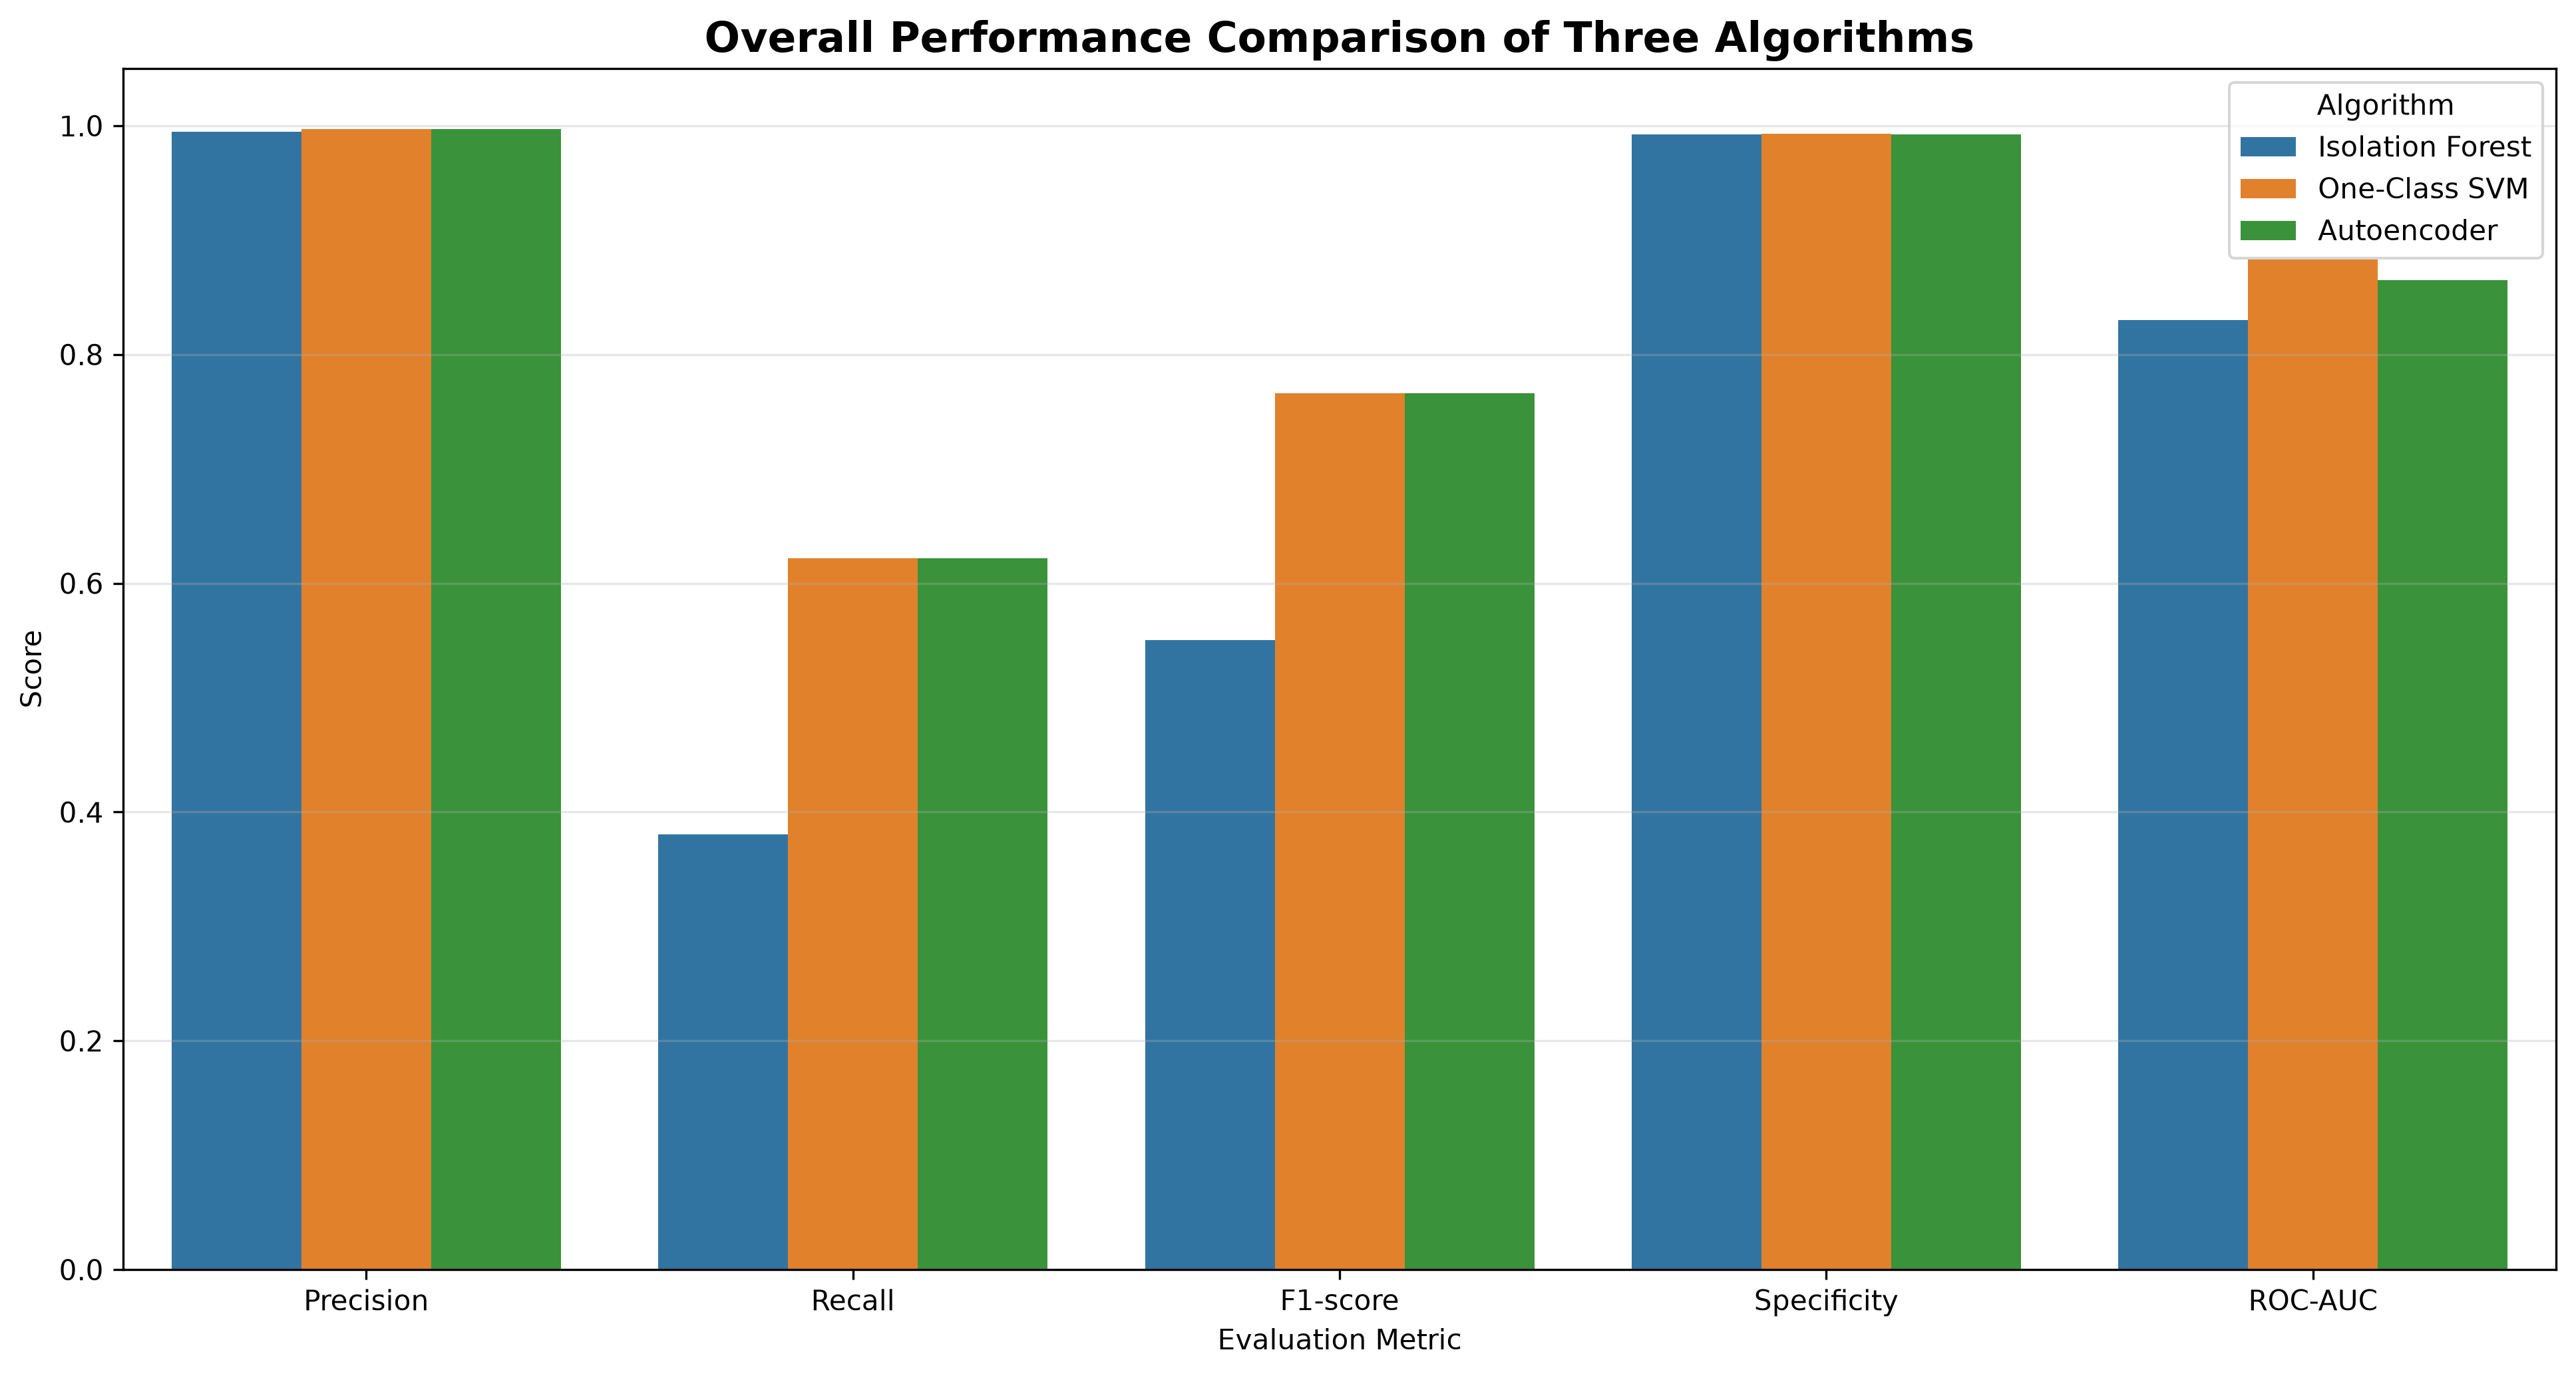 Overall Performance Comparison of Three Algorithms
Algorithm
Isolation Forest
One-Class SVM
Autoencoder
Score
1.0
0.8
0.6
0.4
0.2
0.0
Precision Recall F1-score Specificity ROC-AUC
Evaluation Metric